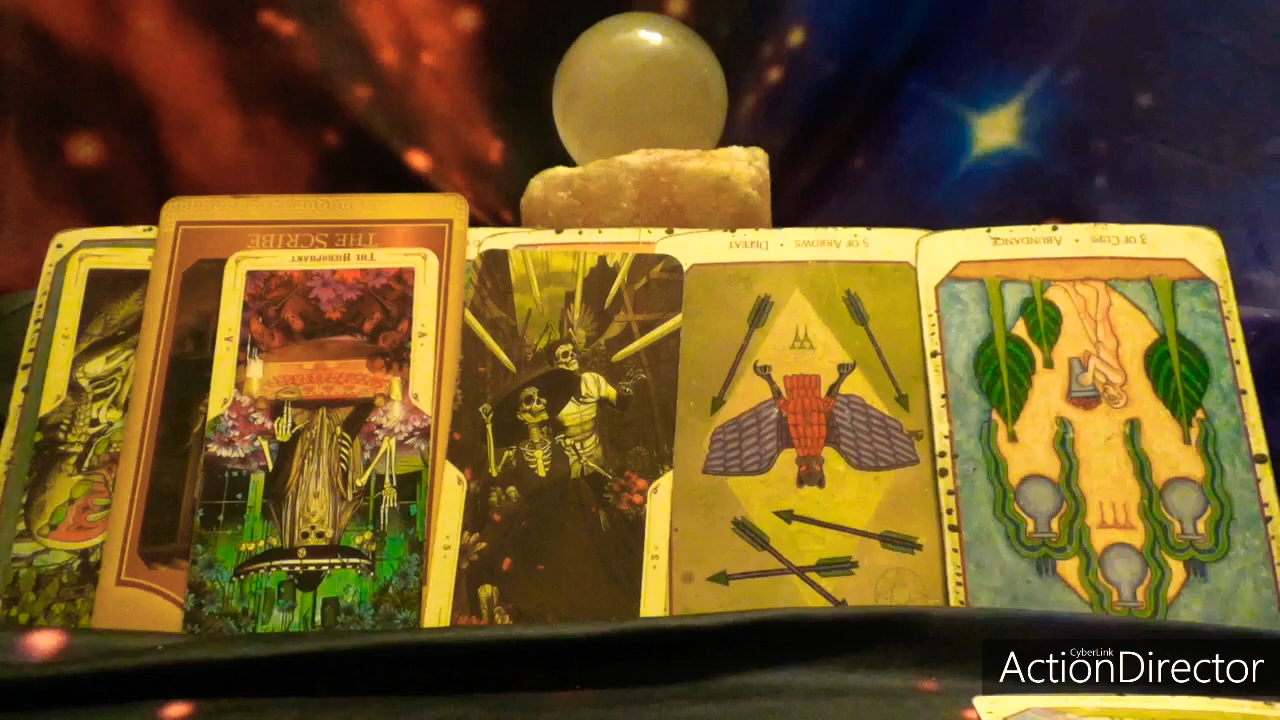 THE SCRIBE
THE HIEROPHANT
5 OF ARROWS • DEFEAT
3 OF CUPS • ABUNDANCE
CyberLink
ActionDirector